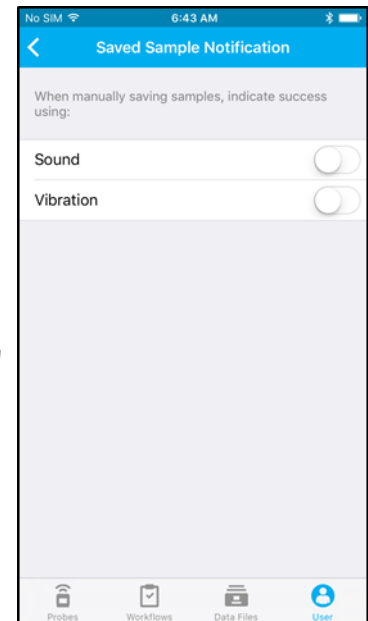 No SIM 6:43 AM
Saved Sample Notification
When manually saving samples, indicate success
using:
Sound
Vibration
Probes Workflows Data Files User